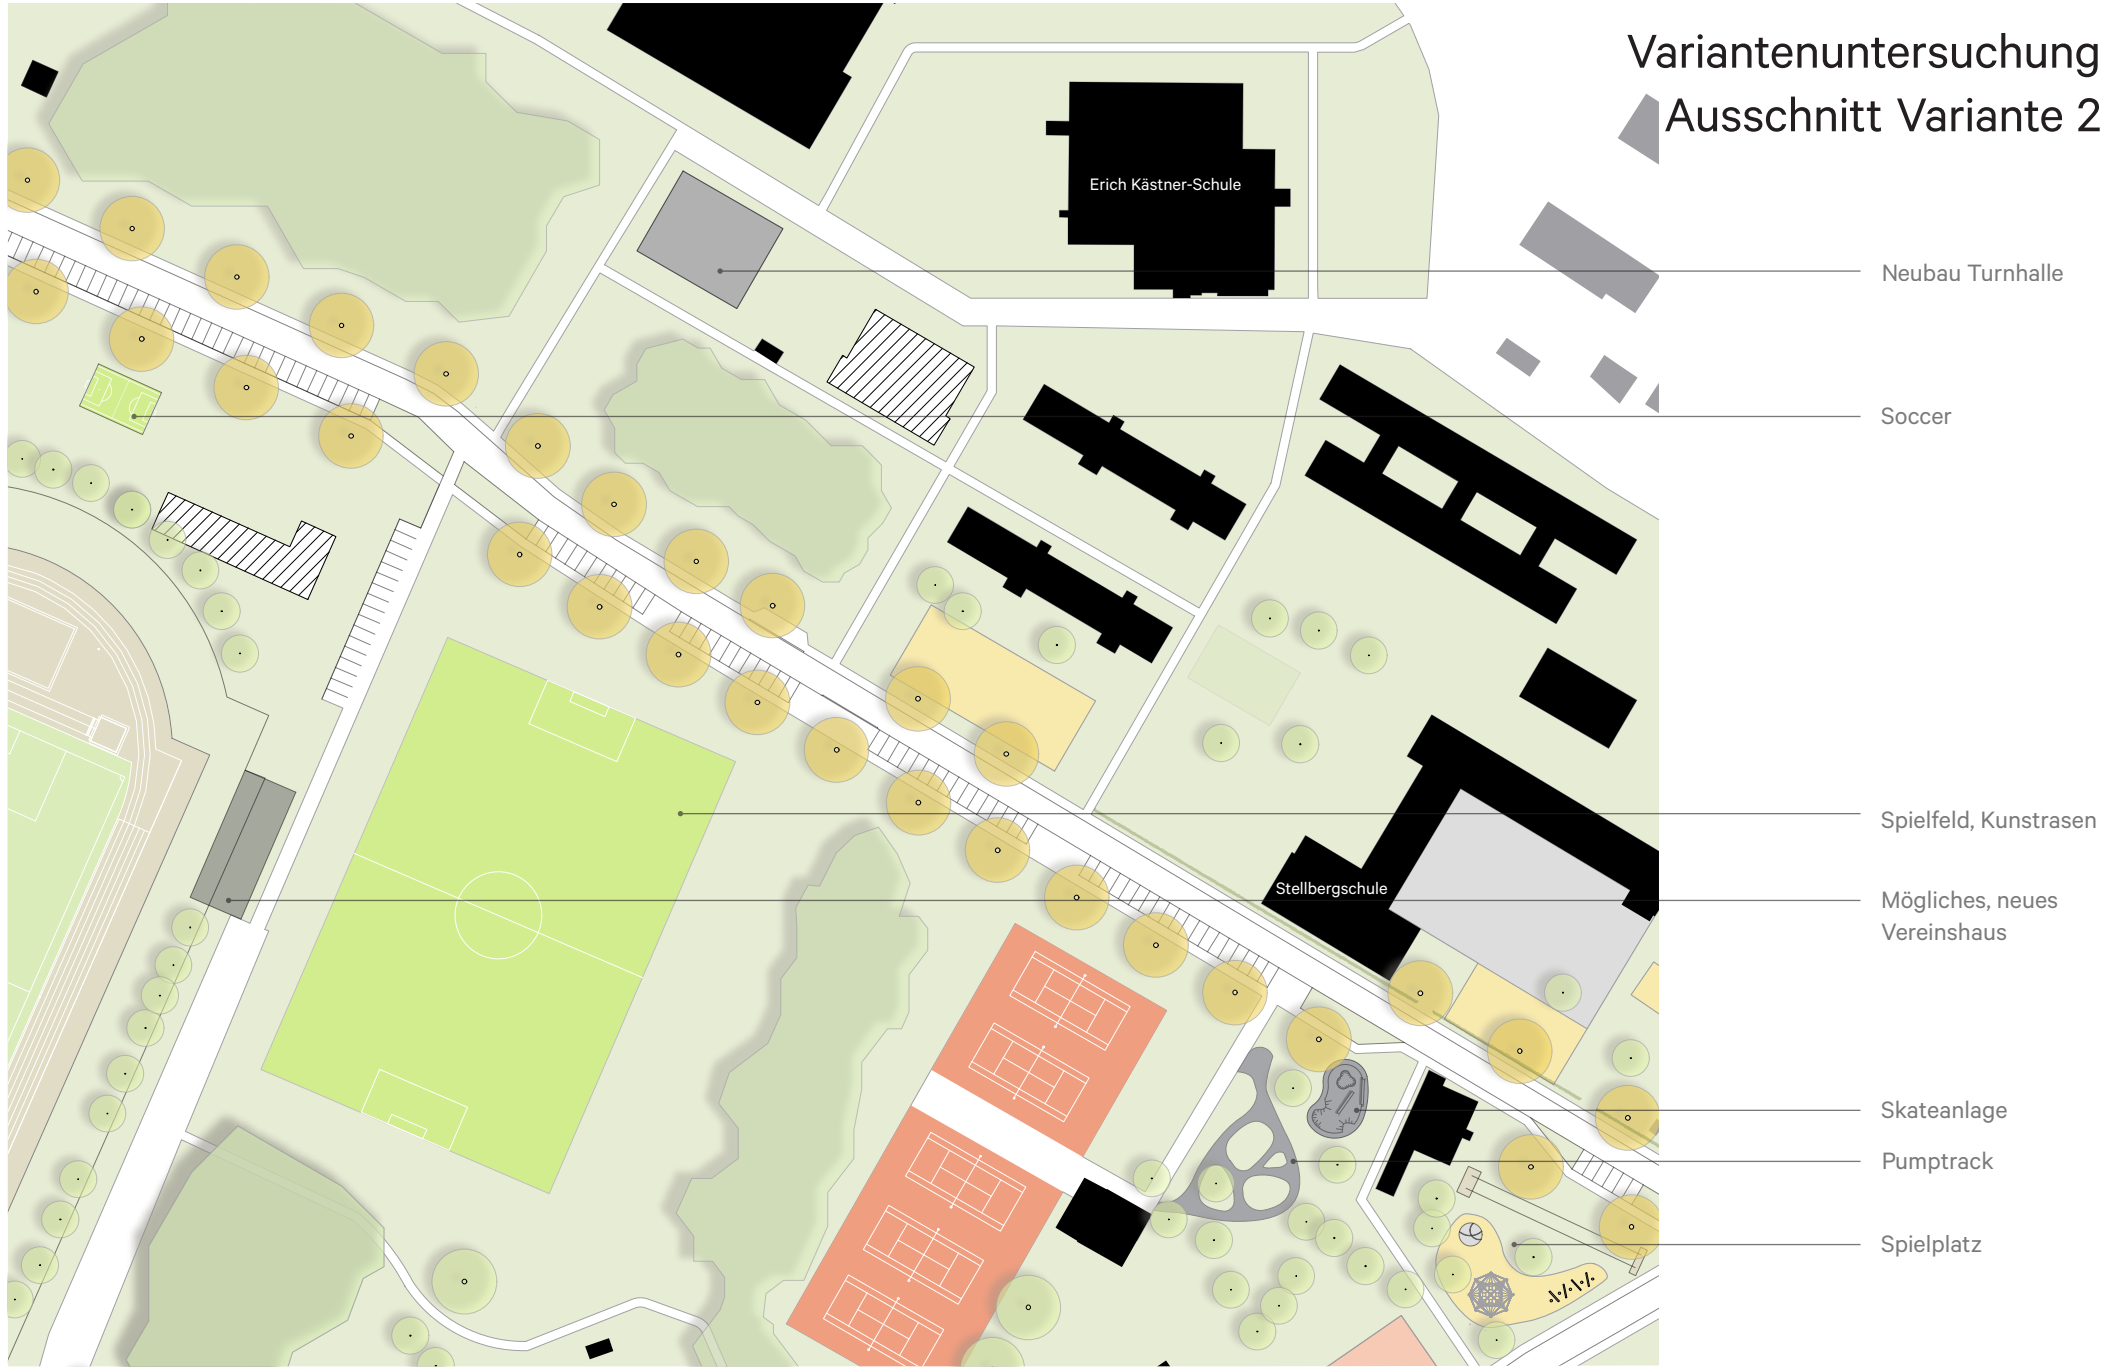 Variantenuntersuchung
Ausschnitt Variante 2
Erich Kästner-Schule
Neubau Turnhalle
Soccer
Spielfeld, Kunstrasen
Stellbergschule
Mögliches, neues
Vereinshaus
Skateanlage
Pumptrack
Spielplatz